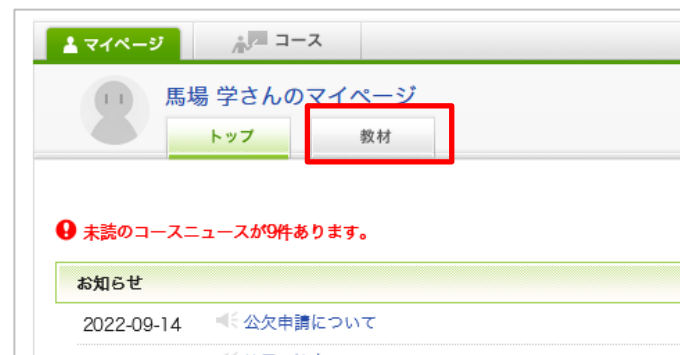 マイページ
コース
馬場 学さんのマイページ
トップ
教材
未読のコースニュースが9件あります。
お知らせ
2022-09-14 公欠申請について